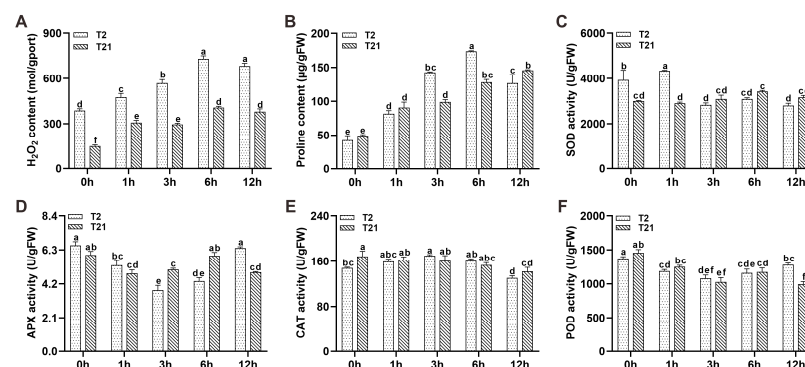 A
H2O2 content (mol/gport)
900
600
300
0
T2
T21
d
f
c
e
b
e
a
d
a
d
0h
1h
3h
6h
12h
B
Proline content (μg/gFW)
200
150
100
50
0
T2
T21
e
e
d
d
bc
c
a
bc
c
b
0h
1h
3h
6h
12h
C
SOD activity (U/gFW)
6000
4000
2000
0
T2
T21
a
cd
a
d
d
cd
cd
c
d
cd
0h
1h
3h
6h
12h
D
APX activity (U/gFW)
8.4
6.3
4.2
2.1
0.0
T2
T21
a
ab
bc
cd
e
c
de
ab
a
cd
0h
1h
3h
6h
12h
E
CAT activity (U/gFW)
240
160
80
0
T2
T21
bc
a
abc
ab
a
ab
ab
abc
d
cd
0h
1h
3h
6h
12h
F
POD activity (U/gFW)
2000
1500
1000
500
0
T2
T21
a
ab
cd
bc
def
ef
cde
cd
bc
f
0h
1h
3h
6h
12h